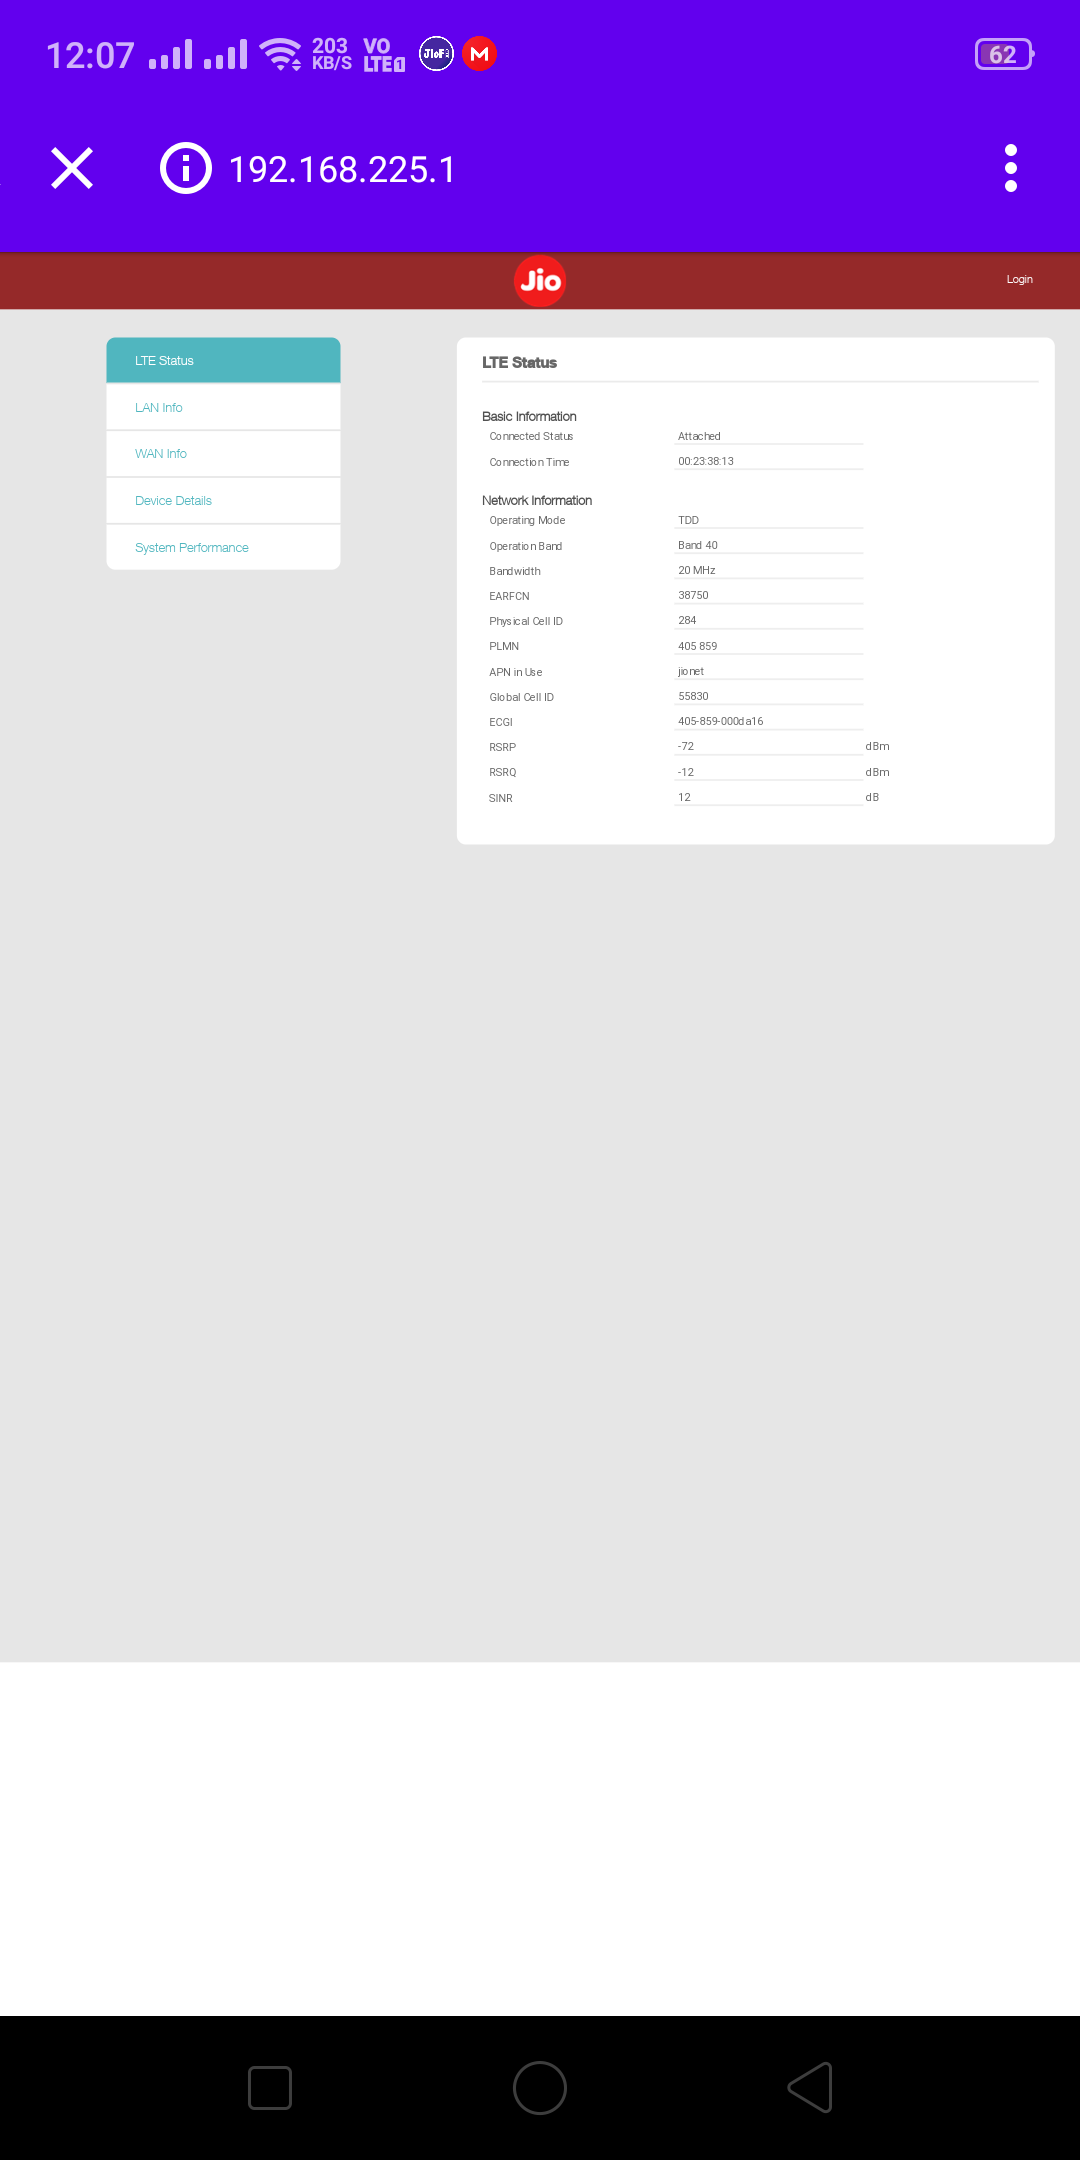 12:07 203 KB/S VO LTE 1 JIOFI M 62
192.168.225.1
Jio Login
LTE Status
LAN Info
WAN Info
Device Details
System Performance
LTE Status
Basic Information
Connected Status Attached
Connection Time 00:23:38:13
Network Information
Operating Mode TDD
Operation Band Band 40
Bandwidth 20 MHz
EARFCN 38750
Physical Cell ID 284
PLMN 405 859
APN in Use jionet
Global Cell ID 55830
ECGI 405-859-000da16
RSRP -72 dBm
RSRQ -12 dBm
SINR 12 dB